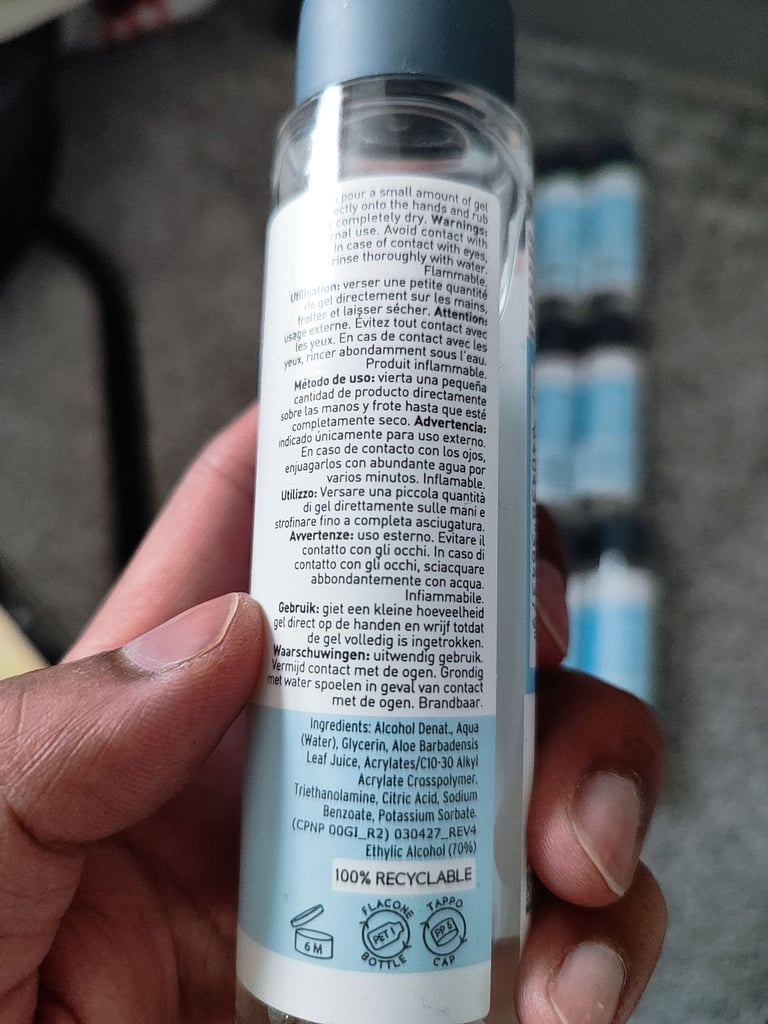 pour a small amount of gel
onto the hands and rub
completely dry. Warnings:
use. Avoid contact with
In case of contact with eyes,
rinse thoroughly with water.
Flammable.
Utilisation: verser une petite quantité
de gel directement sur les mains,
frotter et laisser sécher. Attention:
usage externe. Évitez tout contact avec
les yeux. En cas de contact avec les
yeux, rincer abondamment sous l'eau.
Produit inflammable.
Método de uso: vierta una pequeña
cantidad de producto directamente
sobre las manos y frote hasta que esté
completamente seco. Advertencia:
indicado únicamente para uso externo.
En caso de contacto con los ojos,
enjuagarlos con abundante agua por
varios minutos. Inflamable.
Utilizzo: Versare una piccola quantità
di gel direttamente sulle mani e
strofinare fino a completa asciugatura.
Avvertenze: uso esterno. Evitare il
contatto con gli occhi. In caso di
contatto con gli occhi, sciacquare
abbondantemente con acqua.
Infiammabile.
Gebruik: giet een kleine hoeveelheid
gel direct op de handen en wrijf totdat
de gel volledig is ingetrokken.
Waarschuwingen: uitwendig gebruik.
Vermijd contact met de ogen. Grondig
met water spoelen in geval van contact
met de ogen. Brandbaar.
Ingredients: Alcohol Denat., Aqua
(Water), Glycerin, Aloe Barbadensis
Leaf Juice, Acrylates/C10-30 Alkyl
Acrylate Crosspolymer,
Triethanolamine, Citric Acid, Sodium
Benzoate, Potassium Sorbate.
(CPNP 00GI_R2) 030427_REV4
Ethylic Alcohol (70%)
100% RECYCLABLE
6 M
FLACONE
PET 1
BOTTLE
TAPPO
PP 5
CAP